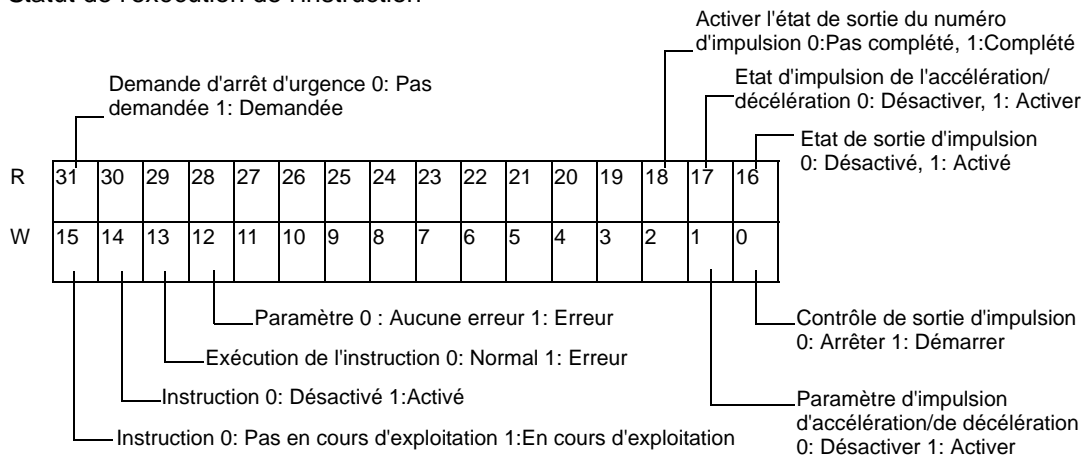 Statut de l'exécution de l'instruction
Activer l'état de sortie du numéro
d'impulsion 0:Pas complété, 1:Complété
Demande d'arrêt d'urgence 0: Pas
demandée 1: Demandée
Etat d'impulsion de l'accélération/
décélération 0: Désactiver, 1: Activer
Etat de sortie d'impulsion
0: Désactivé, 1: Activé
R 31 30 29 28 27 26 25 24 23 22 21 20 19 18 17 16
W 15 14 13 12 11 10 9 8 7 6 5 4 3 2 1 0
Paramètre 0 : Aucune erreur 1: Erreur
Exécution de l'instruction 0: Normal 1: Erreur
Instruction 0: Désactivé 1:Activé
Instruction 0: Pas en cours d'exploitation 1:En cours d'exploitation
Contrôle de sortie d'impulsion
0: Arrêter 1: Démarrer
Paramètre d'impulsion
d'accélération/de décélération
0: Désactiver 1: Activer